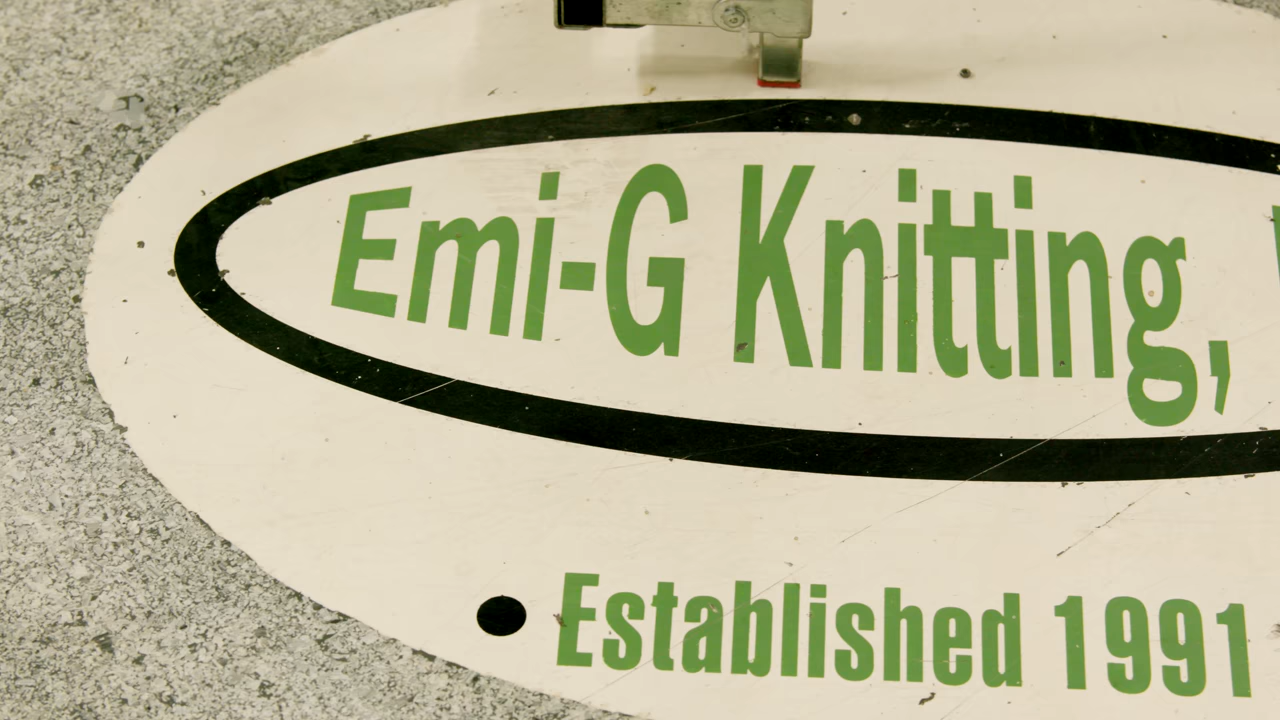 Emi-G Knitting,
• Established 1991